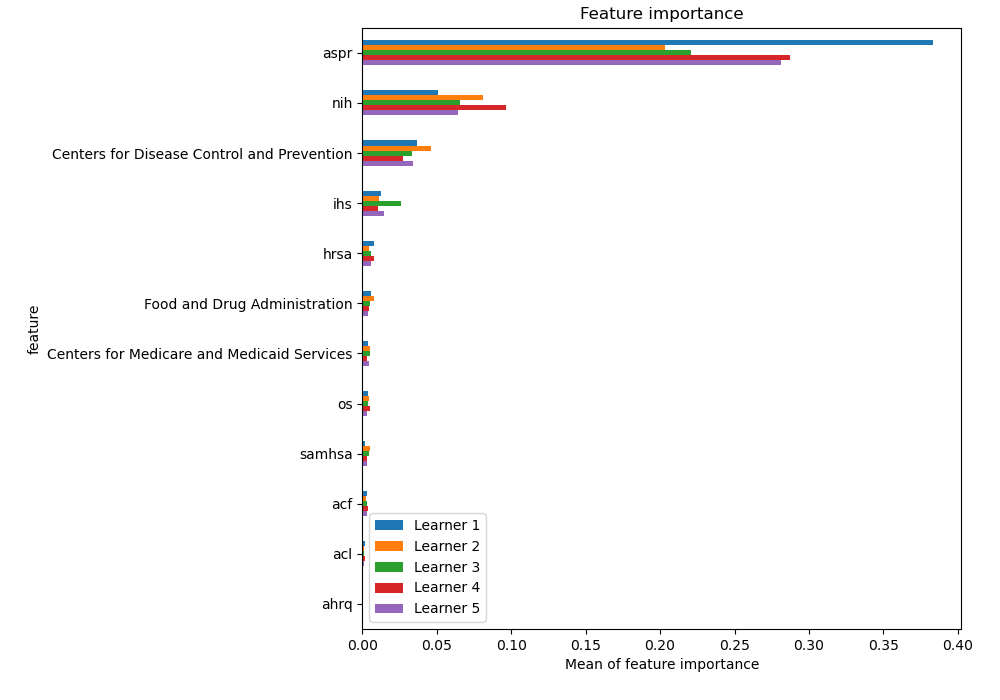 Feature importance
feature
aspr
nih
Centers for Disease Control and Prevention
ihs
hrsa
Food and Drug Administration
Centers for Medicare and Medicaid Services
os
samhsa
acf
acl
ahrq
Learner 1
Learner 2
Learner 3
Learner 4
Learner 5
0.00 0.05 0.10 0.15 0.20 0.25 0.30 0.35 0.40
Mean of feature importance